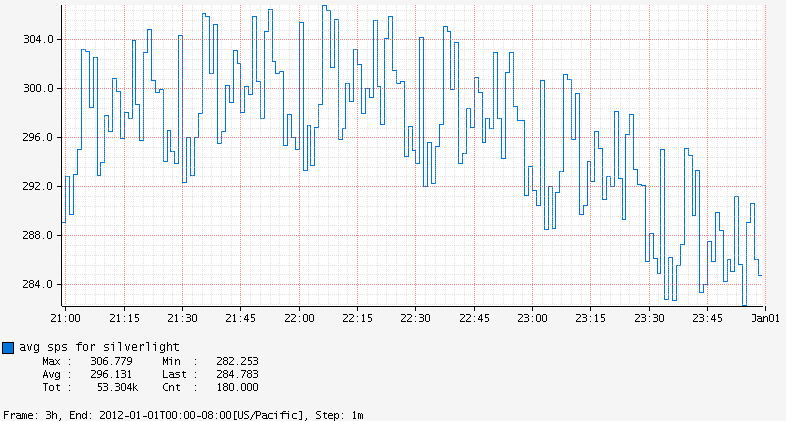 304.0
300.0
296.0
292.0
288.0
284.0
21:00 21:15 21:30 21:45 22:00 22:15 22:30 22:45 23:00 23:15 23:30 23:45 Jan01
avg sps for silverlight
Max : 306.779 Min : 282.253
Avg : 296.131 Last : 284.783
Tot : 53.304k Cnt : 180.000
Frame: 3h, End: 2012-01-01T00:00-08:00[US/Pacific], Step: 1m